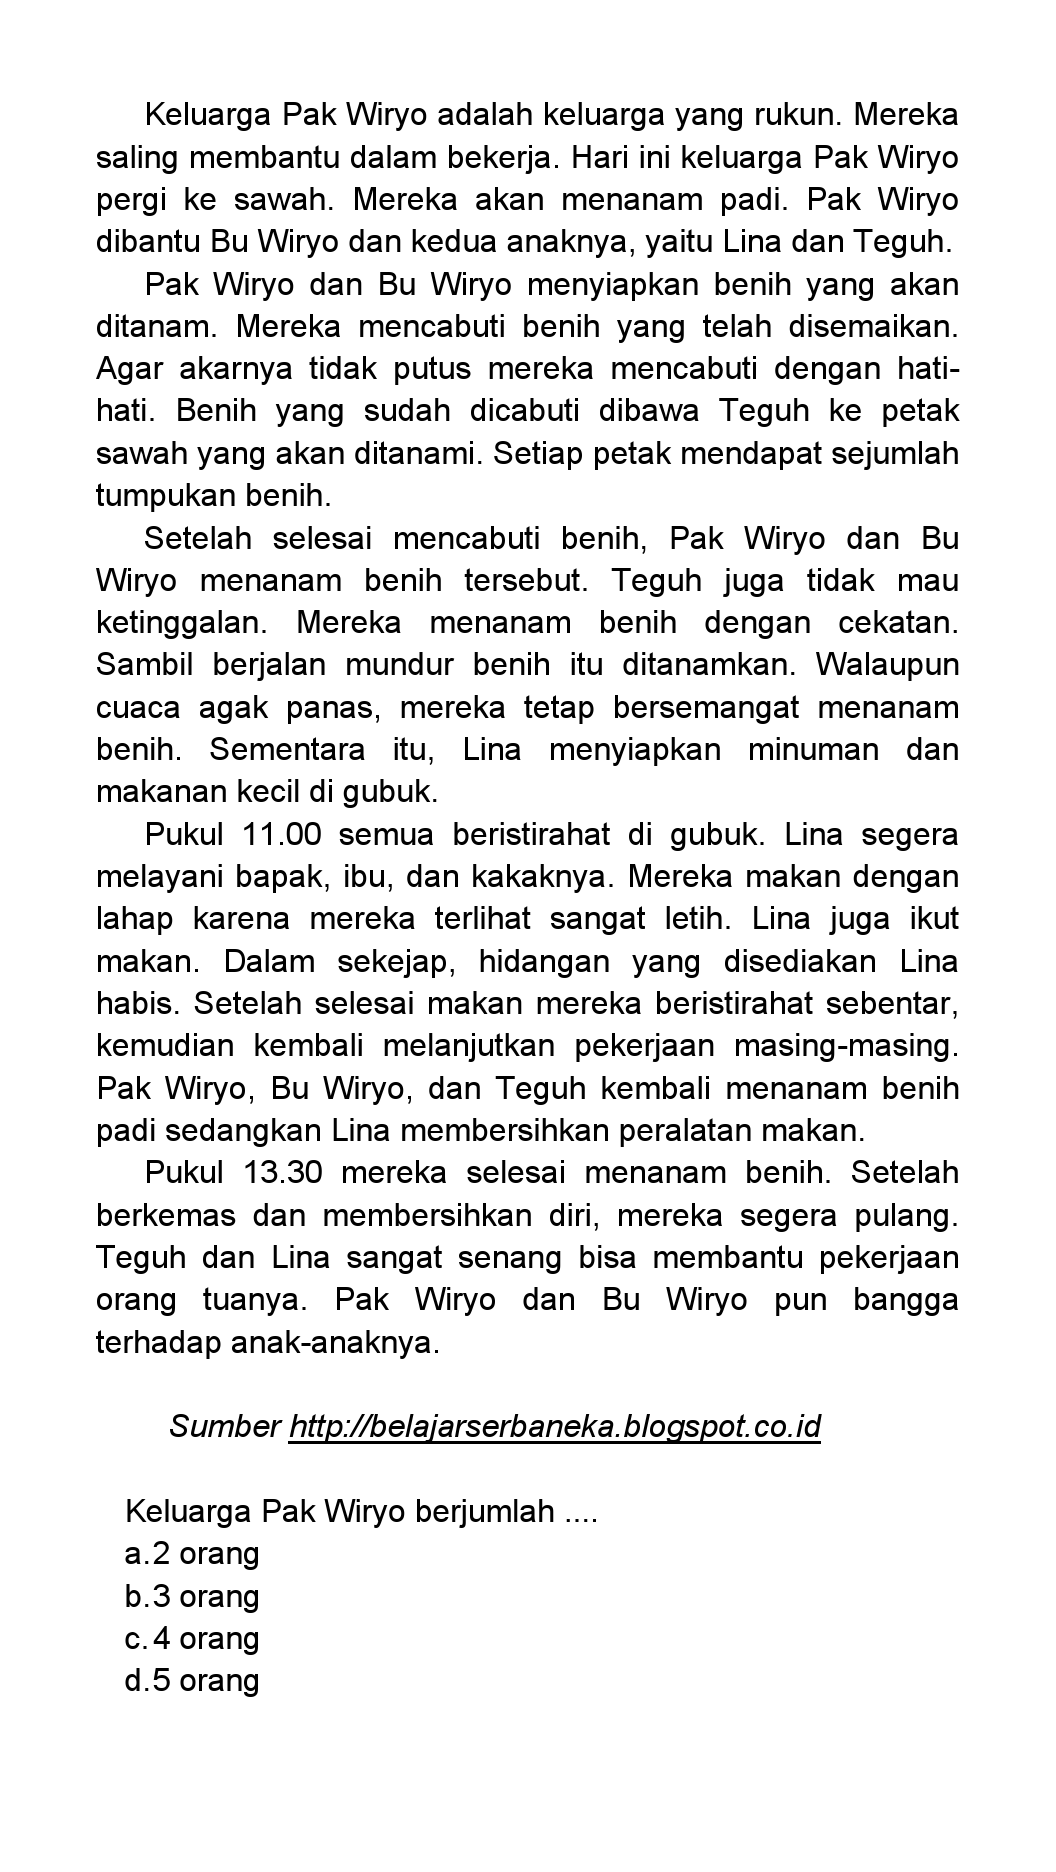 Keluarga Pak Wiryo adalah keluarga yang rukun. Mereka
saling membantu dalam bekerja. Hari ini keluarga Pak Wiryo
pergi ke sawah. Mereka akan menanam padi. Pak Wiryo
dibantu Bu Wiryo dan kedua anaknya, yaitu Lina dan Teguh.
Pak Wiryo dan Bu Wiryo menyiapkan benih yang akan
ditanam. Mereka mencabuti benih yang telah disemaikan.
Agar akarnya tidak putus mereka mencabuti dengan hati-
hati. Benih yang sudah dicabuti dibawa Teguh ke petak
sawah yang akan ditanami. Setiap petak mendapat sejumlah
tumpukan benih.
Setelah selesai mencabuti benih, Pak Wiryo dan Bu
Wiryo menanam benih tersebut. Teguh juga tidak mau
ketinggalan. Mereka menanam benih dengan cekatan.
Sambil berjalan mundur benih itu ditanamkan. Walaupun
cuaca agak panas, mereka tetap bersemangat menanam
benih. Sementara itu, Lina menyiapkan minuman dan
makanan kecil di gubuk.
Pukul 11.00 semua beristirahat di gubuk. Lina segera
melayani bapak, ibu, dan kakaknya. Mereka makan dengan
lahap karena mereka terlihat sangat letih. Lina juga ikut
makan. Dalam sekejap, hidangan yang disediakan Lina
habis. Setelah selesai makan mereka beristirahat sebentar,
kemudian kembali melanjutkan pekerjaan masing-masing.
Pak Wiryo, Bu Wiryo, dan Teguh kembali menanam benih
padi sedangkan Lina membersihkan peralatan makan.
Pukul 13.30 mereka selesai menanam benih. Setelah
berkemas dan membersihkan diri, mereka segera pulang.
Teguh dan Lina sangat senang bisa membantu pekerjaan
orang tuanya. Pak Wiryo dan Bu Wiryo pun bangga
terhadap anak-anaknya.
Sumber http://belajarserbaneka.blogspot.co.id
Keluarga Pak Wiryo berjumlah ....
a.2 orang
b.3 orang
c.4 orang
d.5 orang